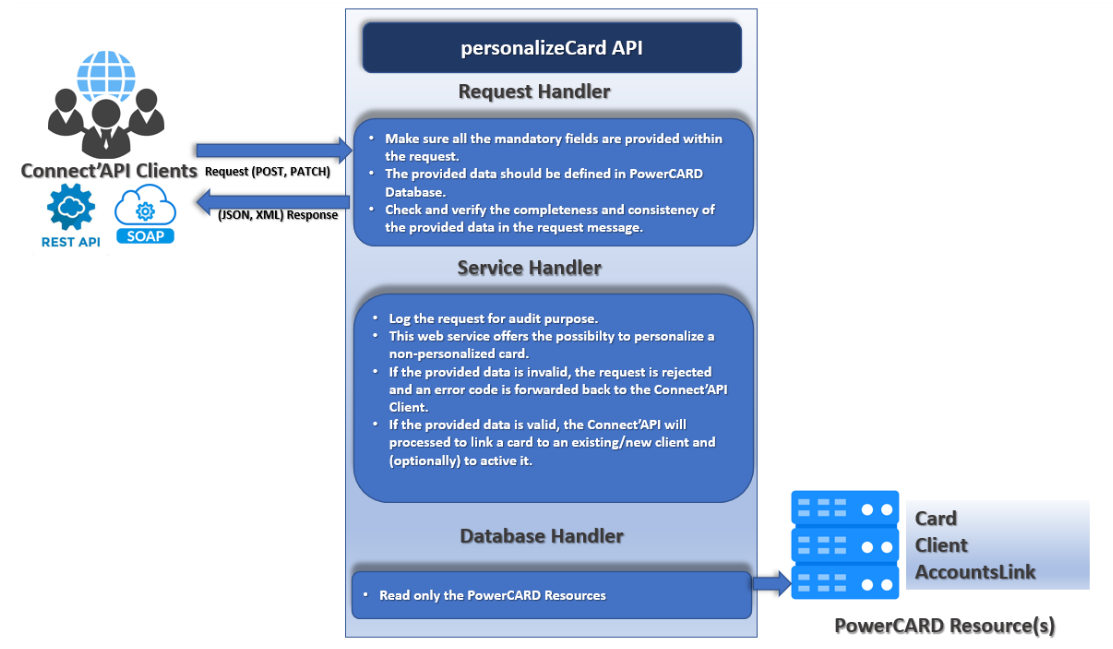 personalizeCard API
Request Handler
• Make sure all the mandatory fields are provided within
the request.
• The provided data should be defined in PowerCARD
Database.
• Check and verify the completeness and consistency of
the provided data in the request message.
Connect'API Clients
Request (POST, PATCH)
(JSON, XML) Response
REST API
SOAP
Service Handler
• Log the request for audit purpose.
• This web service offers the possibilty to personalize a
non-personalized card.
• If the provided data is invalid, the request is rejected
and an error code is forwarded back to the Connect'API
Client.
• If the provided data is valid, the Connect'API will
processed to link a card to an existing/new client and
(optionally) to active it.
Database Handler
• Read only the PowerCARD Resources
Card
Client
AccountsLink
PowerCARD Resource(s)